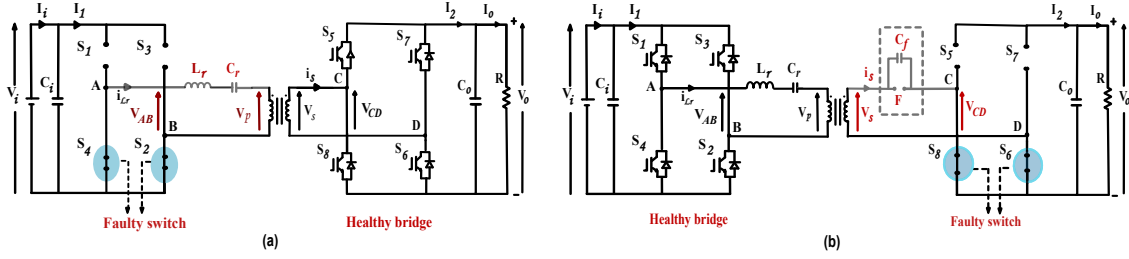 I_i I_1 S_1 S_3 S_5 S_7 I_2 I_o +
V_i C_i A i_Lr L_r C_r V_AB B V_p V_s i_s C V_CD D C_o R V_o
S_4 S_2 S_8 S_6 -
Faulty switch Healthy bridge
(a)
I_i I_1 S_1 S_3 C_f S_5 S_7 I_2 I_o +
V_i C_i A i_Lr L_r C_r V_AB B V_p V_s i_s F C V_CD D C_o R V_o
S_4 S_2 S_8 S_6 -
Healthy bridge Faulty switch
(b)